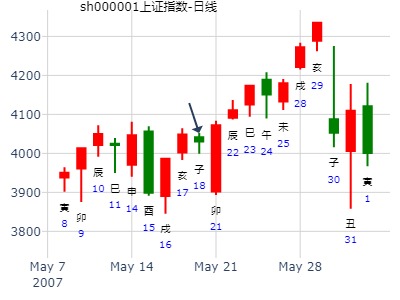 sh000001上证指数-日线
4300
4200
4100
4000
3900
3800
寅
8
卯
9
辰
10
巳
11
申
14
酉
15
戌
16
亥
17
子
18
卯
21
辰
22
巳
23
午
24
未
25
戌
28
亥
29
子
30
丑
31
寅
1
May 7
2007
May 14
May 21
May 28